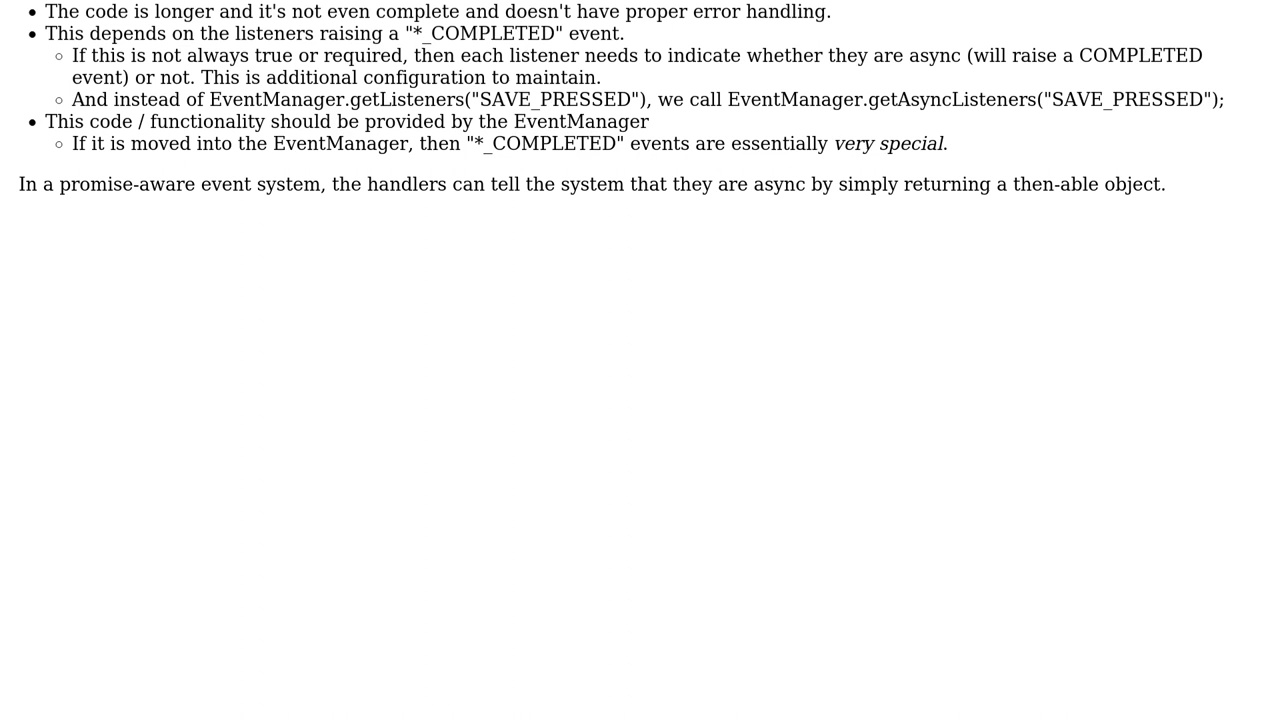 The code is longer and it's not even complete and doesn't have proper error handling.
This depends on the listeners raising a "*_COMPLETED" event.
If this is not always true or required, then each listener needs to indicate whether they are async (will raise a COMPLETED
event) or not. This is additional configuration to maintain.
And instead of EventManager.getListeners("SAVE_PRESSED"), we call EventManager.getAsyncListeners("SAVE_PRESSED");
This code / functionality should be provided by the EventManager
If it is moved into the EventManager, then "*_COMPLETED" events are essentially very special.
In a promise-aware event system, the handlers can tell the system that they are async by simply returning a then-able object.